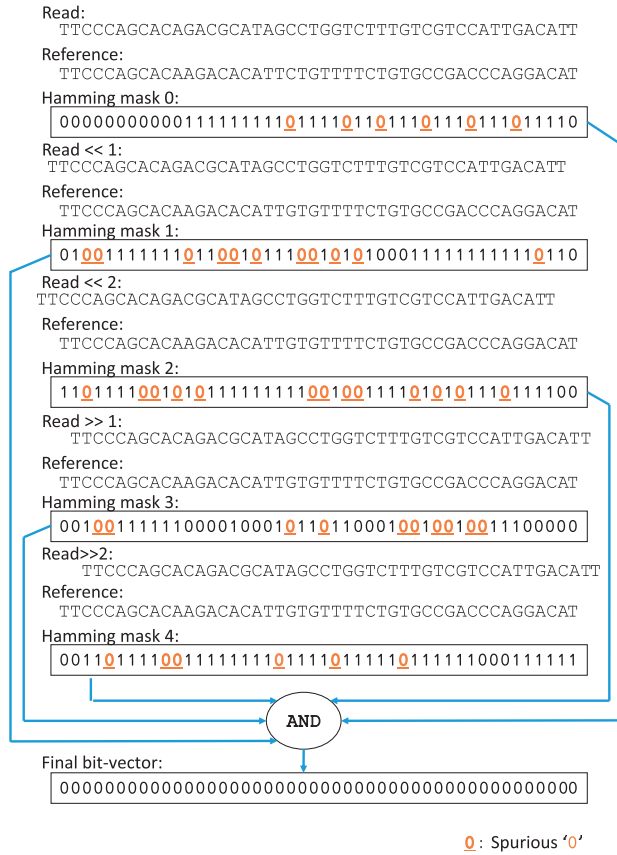 Read:
TTCCCAGCACAGACGCATAGCCTGGTCTTTGTCGTCCATTGACATT
Reference:
TTCCCAGCACAAGACACATTCTGTTTTCTGTGCCGACCCAGGACAT
Hamming mask 0:
0000000000011111111101111011011101110111011110
Read << 1:
TTCCCAGCACAGACGCATAGCCTGGTCTTTGTCGTCCATTGACATT
Reference:
TTCCCAGCACAAGACACATTGTGTTTTCTGTGCCGACCCAGGACAT
Hamming mask 1:
0100111111101100101110010101000111111111110110
Read << 2:
TTCCCAGCACAGACGCATAGCCTGGTCTTTGTCGTCCATTGACATT
Reference:
TTCCCAGCACAAGACACATTGTGTTTTCTGTGCCGACCCAGGACAT
Hamming mask 2:
1101111001010111111111001001111010101110111100
Read >> 1:
TTCCCAGCACAGACGCATAGCCTGGTCTTTGTCGTCCATTGACATT
Reference:
TTCCCAGCACAAGACACATTGTGTTTTCTGTGCCGACCCAGGACAT
Hamming mask 3:
0010011111100001000101101100010010010011100000
Read>>2:
TTCCCAGCACAGACGCATAGCCTGGTCTTTGTCGTCCATTGACATT
Reference:
TTCCCAGCACAAGACACATTGTGTTTTCTGTGCCGACCCAGGACAT
Hamming mask 4:
0011011110011111111011110111110111111000111111
AND
Final bit-vector:
0000000000000000000000000000000000000000000000
0 : Spurious ‘0’